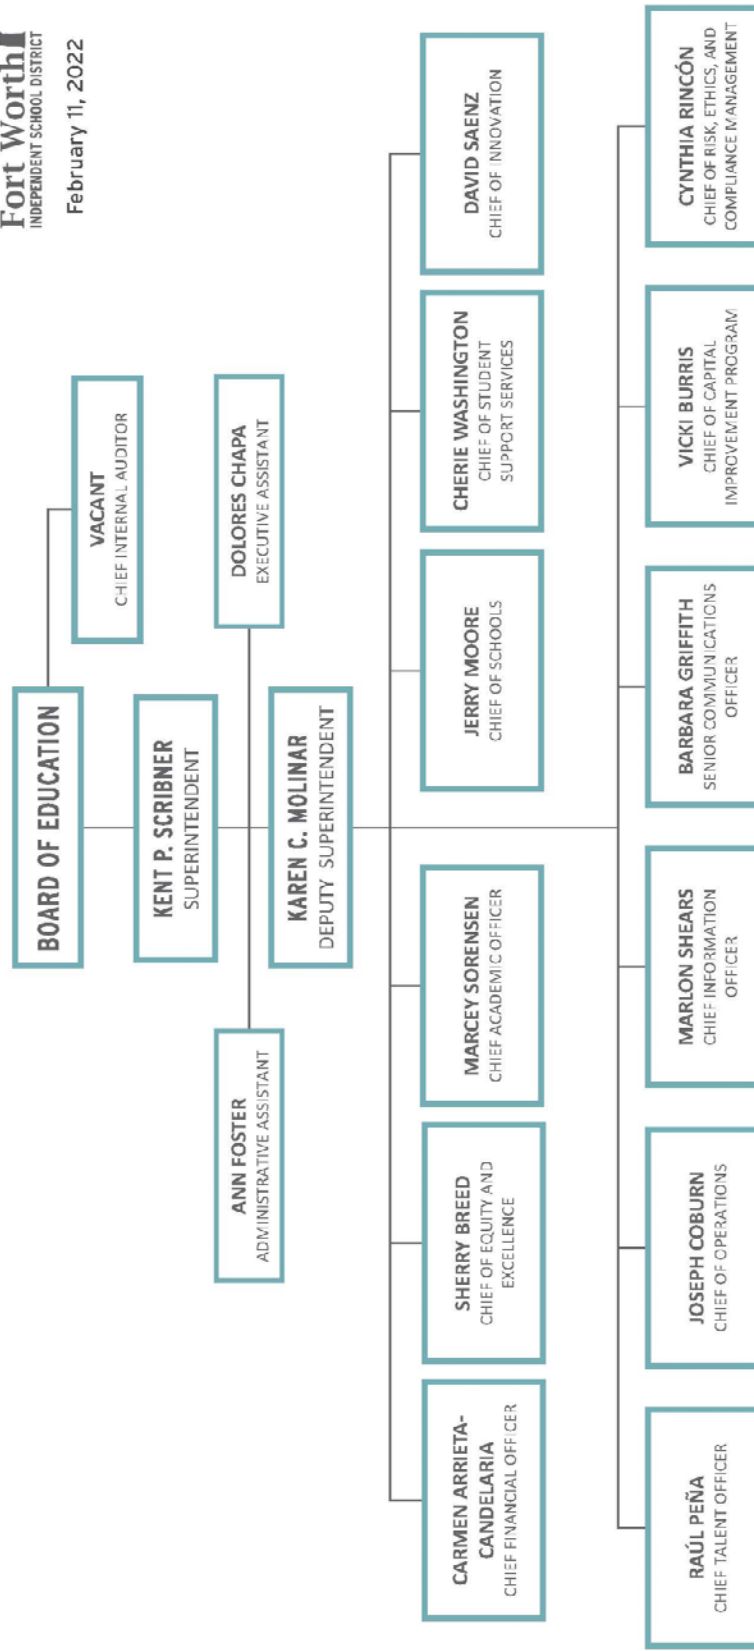 Fort Worth
INDEPENDENT SCHOOL DISTRICT
February 11, 2022
BOARD OF EDUCATION
VACANT
CHIEF INTERNAL AUDITOR
KENT P. SCRIBNER
SUPERINTENDENT
ANN FOSTER
ADMINISTRATIVE ASSISTANT
DOLORES CHAPA
EXECUTIVE ASSISTANT
KAREN C. MOLINAR
DEPUTY SUPERINTENDENT
CARMEN ARRIETA-
CANDELARIA
CHIEF FINANCIAL OFFICER
SHERRY BREED
CHIEF OF EQUITY AND
EXCELLENCE
MARCEY SORENSEN
CHIEF ACADEMIC OFFICER
JERRY MOORE
CHIEF OF SCHOOLS
CHERIE WASHINGTON
CHIEF OF STUDENT
SUPPORT SERVICES
DAVID SAENZ
CHIEF OF INNOVATION
RAÚL PEÑA
CHIEF TALENT OFFICER
JOSEPH COBURN
CHIEF OF OPERATIONS
MARLON SHEARS
CHIEF INFORMATION
OFFICER
BARBARA GRIFFITH
SENIOR COMMUNICATIONS
OFFICER
VICKI BURRIS
CHIEF OF CAPITAL
IMPROVEMENT PROGRAM
CYNTHIA RINCÓN
CHIEF OF RISK, ETHICS, AND
COMPLIANCE MANAGEMENT